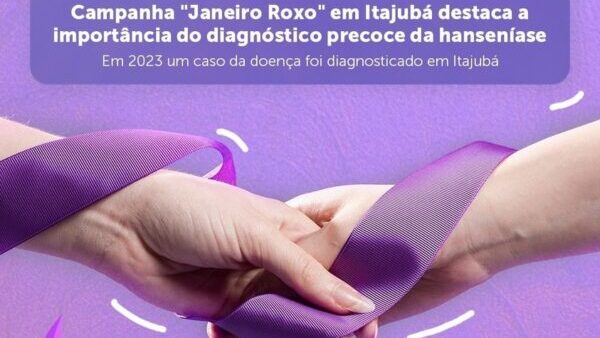 Campanha "Janeiro Roxo" em Itajubá destaca a
importância do diagnóstico precoce da hanseníase
Em 2023 um caso da doença foi diagnosticado em Itajubá